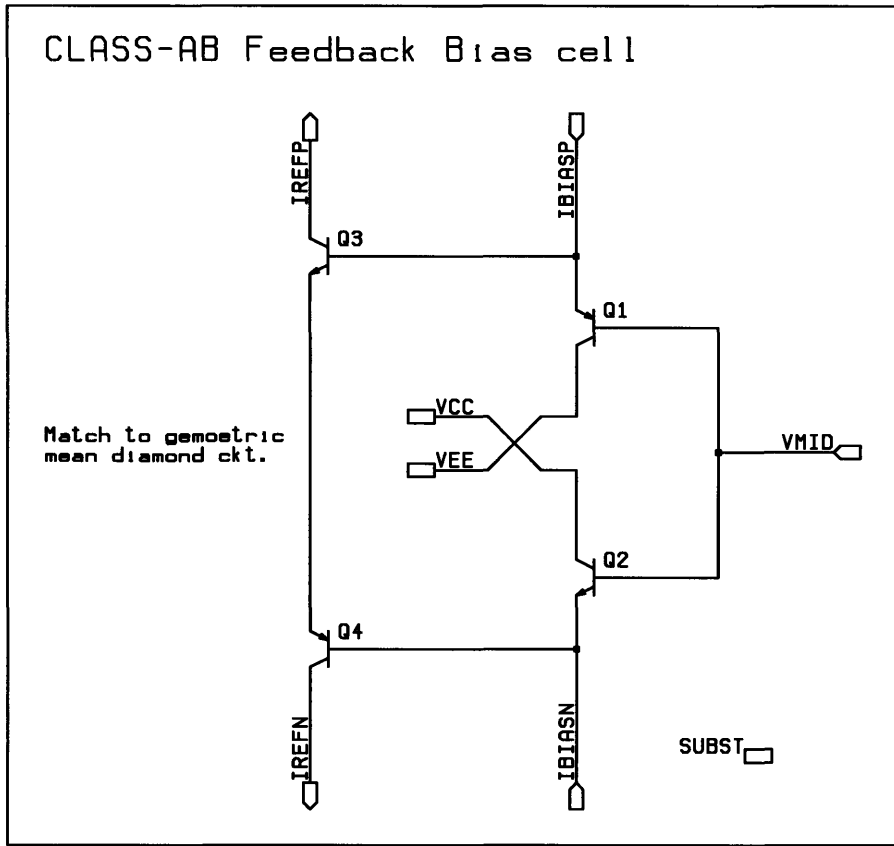 CLASS-AB Feedback Bias cell
IREFP
IBIASP
Q3
Q1
VCC
Match to gemoetric
mean diamond ckt.
VMID
VEE
Q2
Q4
IREFN
IBIASN
SUBST